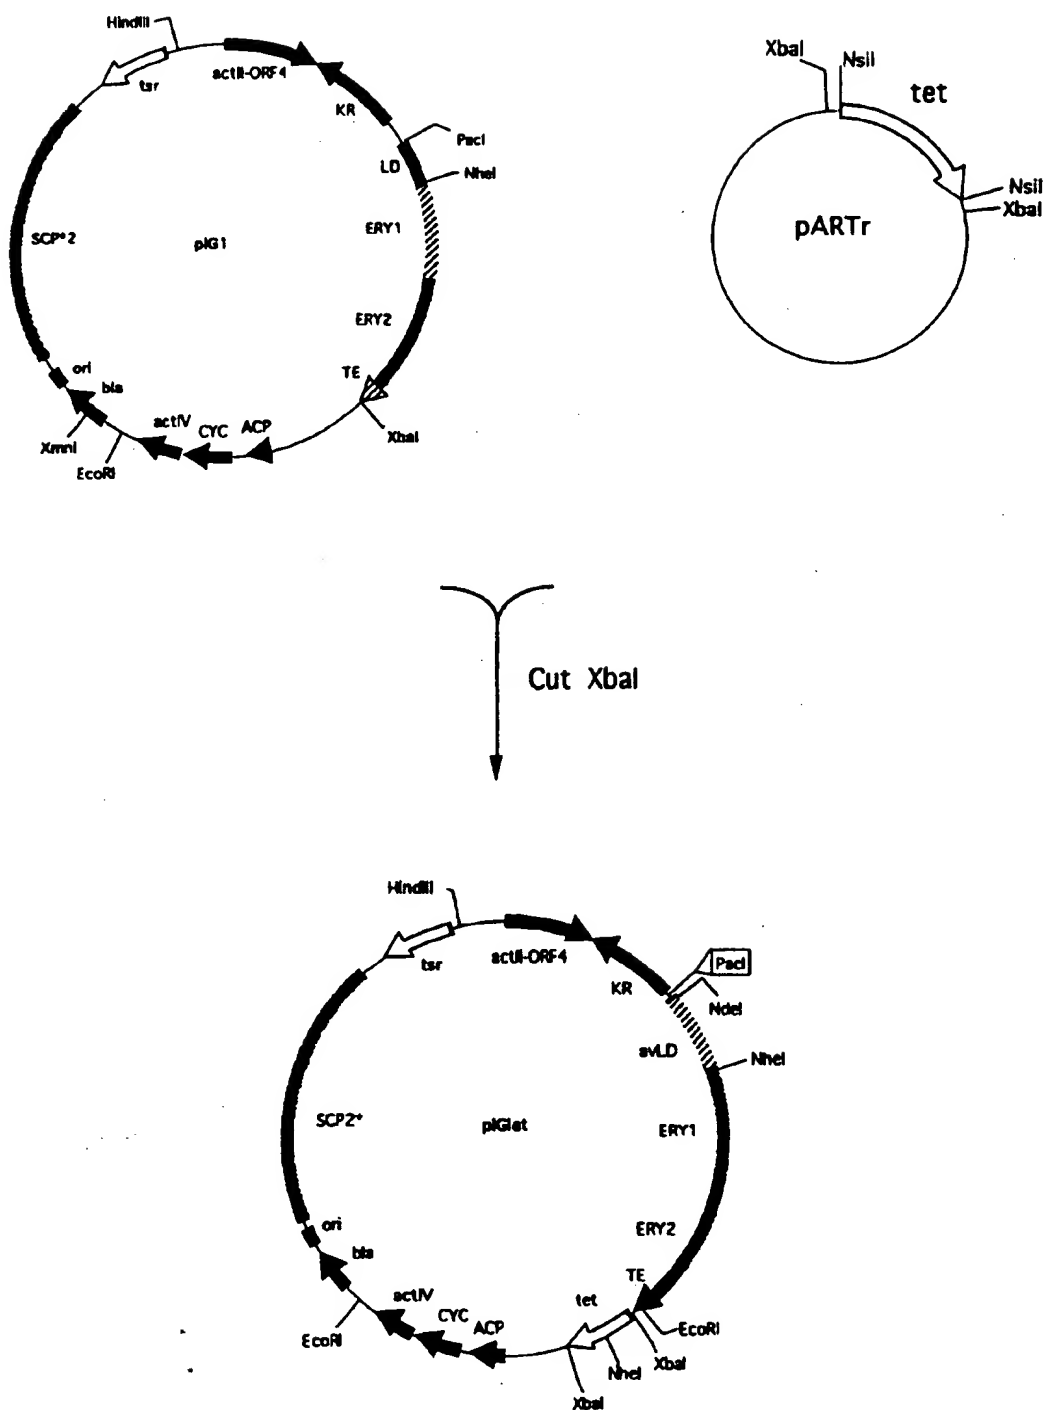 HindIII
tsr
actII-ORF4
KR
PacI
LD
NheI
ERY1
SCP*2
pIG1
ERY2
TE
ori
bla
actIV
CYC
ACP
XbaI
XmnI
EcoRI
XbaI
NsiI
tet
NsiI
XbaI
pARTr
Cut XbaI
HindIII
tsr
actII-ORF4
KR
PacI
NdeI
avLD
NheI
SCP2*
pIGlet
ERY1
ERY2
ori
bla
TE
tet
actIV
CYC
ACP
EcoRI
EcoRI
NheI
XbaI
XbaI